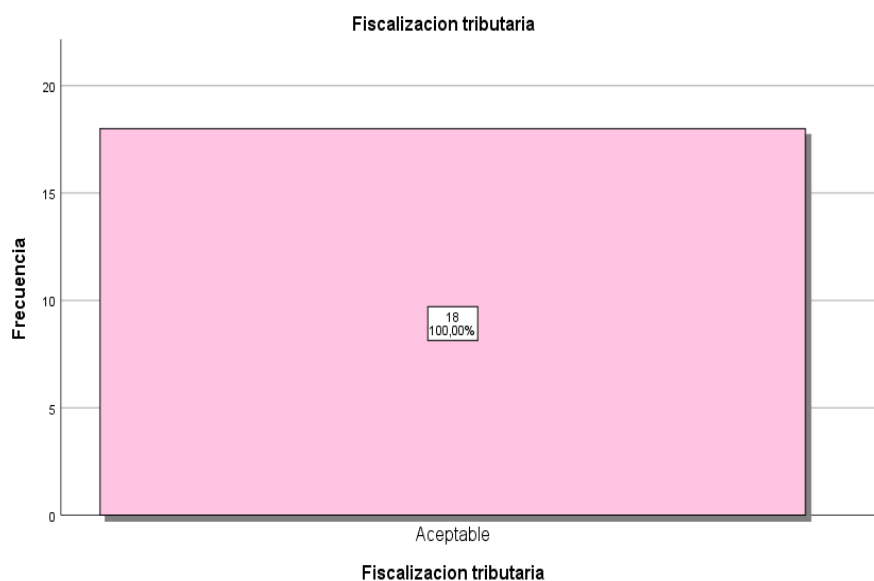 Fiscalizacion tributaria
20
15
10
5
0
Frecuencia
18
100,00%
Aceptable
Fiscalizacion tributaria